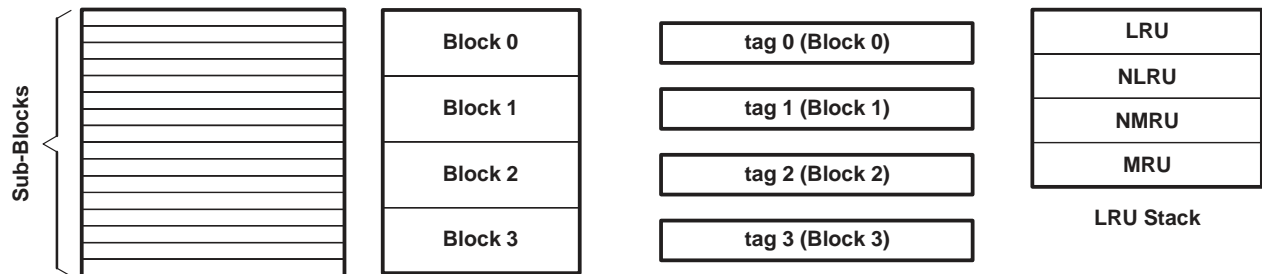 Sub-Blocks
Block 0
Block 1
Block 2
Block 3
tag 0 (Block 0)
tag 1 (Block 1)
tag 2 (Block 2)
tag 3 (Block 3)
LRU
NLRU
NMRU
MRU
LRU Stack